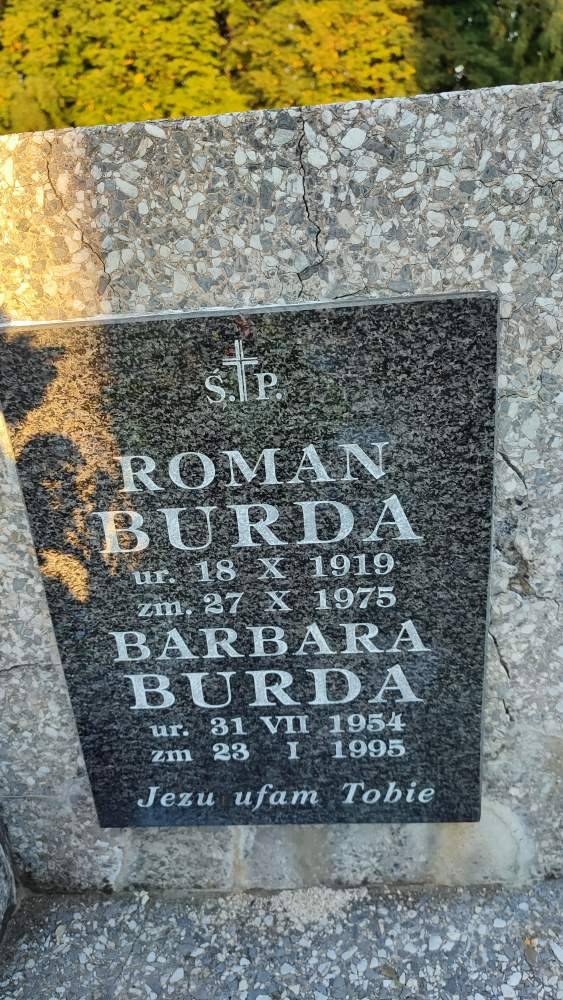 Ś.P.
ROMAN
BURDA
ur. 18 X 1919
zm. 27 X 1975
BARBARA
BURDA
ur. 31 VII 1954
zm 23 I 1995
Jezu ufam Tobie